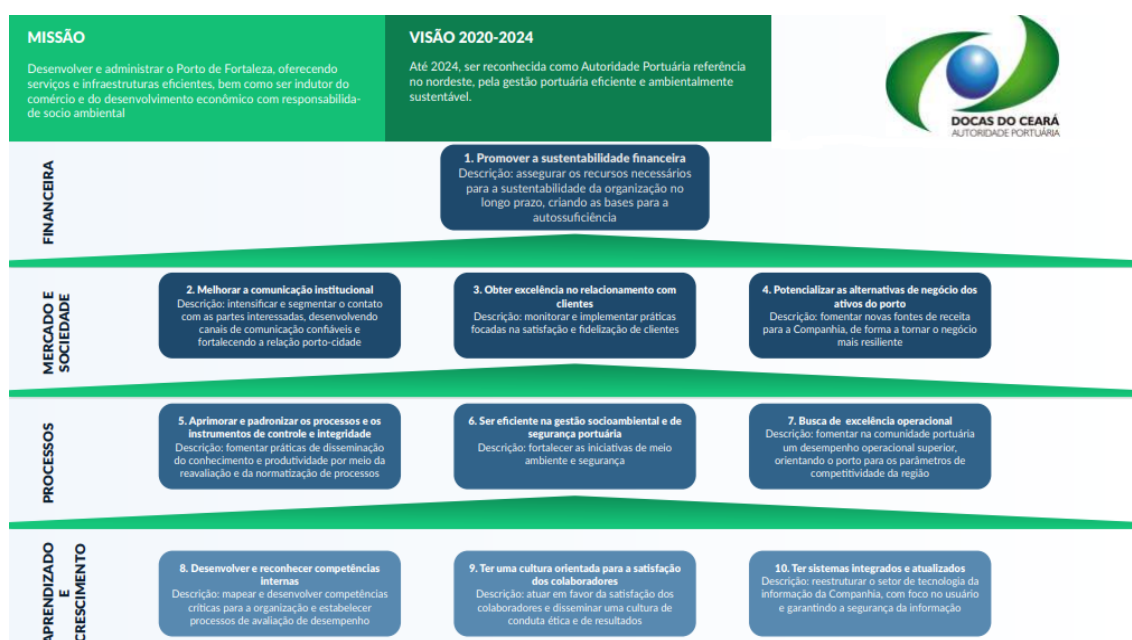 MISSÃO
Desenvolver e administrar o Porto de Fortaleza, oferecendo
serviços e infraestruturas eficientes, bem como ser indutor do
comércio e do desenvolvimento econômico com responsabilida-
de socio ambiental
VISÃO 2020-2024
Até 2024, ser reconhecida como Autoridade Portuária referência
no nordeste, pela gestão portuária eficiente e ambientalmente
sustentável.
DOCAS DO CEARÁ
AUTORIDADE PORTUÁRIA
FINANCEIRA
1. Promover a sustentabilidade financeira
Descrição: assegurar os recursos necessários
para a sustentabilidade da organização no
longo prazo, criando as bases para a
autossuficiência
MERCADO E
SOCIEDADE
2. Melhorar a comunicação institucional
Descrição: intensificar e segmentar o contato
com as partes interessadas, desenvolvendo
canais de comunicação confiáveis e
fortalecendo a relação porto-cidade
3. Obter excelência no relacionamento com
clientes
Descrição: monitorar e implementar práticas
focadas na satisfação e fidelização de clientes
4. Potencializar as alternativas de negócio dos
ativos do porto
Descrição: fomentar novas fontes de receita
para a Companhia, de forma a tornar o negócio
mais resiliente
PROCESSOS
5. Aprimorar e padronizar os processos e os
instrumentos de controle e integridade
Descrição: fomentar práticas de disseminação
do conhecimento e produtividade por meio da
reavaliação e da normatização de processos
6. Ser eficiente na gestão socioambiental e de
segurança portuária
Descrição: fortalecer as iniciativas de meio
ambiente e segurança
7. Busca de excelência operacional
Descrição: fomentar na comunidade portuária
um desempenho operacional superior,
orientando o porto para os parâmetros de
competitividade da região
APRENDIZADO
E
CRESCIMENTO
8. Desenvolver e reconhecer competências
internas
Descrição: mapear e desenvolver competências
críticas para a organização e estabelecer
processos de avaliação de desempenho
9. Ter uma cultura orientada para a satisfação
dos colaboradores
Descrição: atuar em favor da satisfação dos
colaboradores e disseminar uma cultura de
conduta ética e de resultados
10. Ter sistemas integrados e atualizados
Descrição: reestruturar o setor de tecnologia da
informação da Companhia, com foco no usuário
e garantindo a segurança da informação